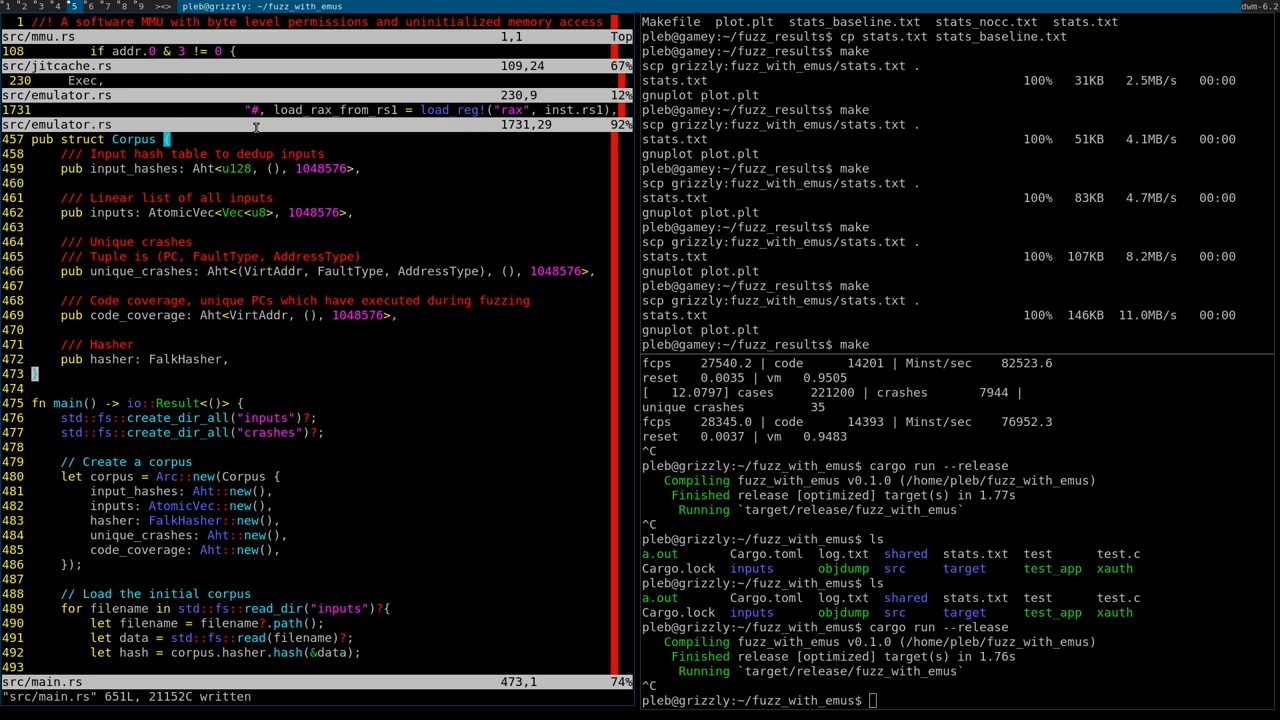 1 2 3 4 5 6 7 8 9 ><> pleb@grizzly: ~/fuzz_with_emus dwm-6.2
1 //! A software MMU with byte level permissions and uninitialized memory access
src/mmu.rs 1,1 Top
108         if addr.0 & 3 != 0 {
src/jitcache.rs 109,24 67%
230     Exec,
src/emulator.rs 230,9 12%
1731                             "#, load_rax_from_rs1 = load_reg!("rax", inst.rs1),
src/emulator.rs 1731,29 92%
457 pub struct Corpus {
458     /// Input hash table to dedup inputs
459     pub input_hashes: Aht<u128, (), 1048576>,
460
461     /// Linear list of all inputs
462     pub inputs: AtomicVec<Vec<u8>, 1048576>,
463
464     /// Unique crashes
465     /// Tuple is (PC, FaultType, AddressType)
466     pub unique_crashes: Aht<(VirtAddr, FaultType, AddressType), (), 1048576>,
467
468     /// Code coverage, unique PCs which have executed during fuzzing
469     pub code_coverage: Aht<VirtAddr, (), 1048576>,
470
471     /// Hasher
472     pub hasher: FalkHasher,
473 }
474
475 fn main() -> io::Result<()> {
476     std::fs::create_dir_all("inputs")?;
477     std::fs::create_dir_all("crashes")?;
478
479     // Create a corpus
480     let corpus = Arc::new(Corpus {
481         input_hashes: Aht::new(),
482         inputs: AtomicVec::new(),
483         hasher: FalkHasher::new(),
484         unique_crashes: Aht::new(),
485         code_coverage: Aht::new(),
486     });
487
488     // Load the initial corpus
489     for filename in std::fs::read_dir("inputs")?{
490         let filename = filename?.path();
491         let data = std::fs::read(filename)?;
492         let hash = corpus.hasher.hash(&data);
493
src/main.rs 473,1 74%
"src/main.rs" 651L, 21152C written
Makefile  plot.plt  stats_baseline.txt  stats_nocc.txt  stats.txt
pleb@gamey:~/fuzz_results$ cp stats.txt stats_baseline.txt
pleb@gamey:~/fuzz_results$ make
scp grizzly:fuzz_with_emus/stats.txt .
stats.txt 100% 31KB 2.5MB/s 00:00
gnuplot plot.plt
pleb@gamey:~/fuzz_results$ make
scp grizzly:fuzz_with_emus/stats.txt .
stats.txt 100% 51KB 4.1MB/s 00:00
gnuplot plot.plt
pleb@gamey:~/fuzz_results$ make
scp grizzly:fuzz_with_emus/stats.txt .
stats.txt 100% 83KB 4.7MB/s 00:00
gnuplot plot.plt
pleb@gamey:~/fuzz_results$ make
scp grizzly:fuzz_with_emus/stats.txt .
stats.txt 100% 107KB 8.2MB/s 00:00
gnuplot plot.plt
pleb@gamey:~/fuzz_results$ make
scp grizzly:fuzz_with_emus/stats.txt .
stats.txt 100% 146KB 11.0MB/s 00:00
gnuplot plot.plt
pleb@gamey:~/fuzz_results$ make
fcps    27540.2 | code      14201 | Minst/sec    82523.6
reset   0.0035 | vm   0.9505
[   12.0797] cases     221200 | crashes       7944 |
unique crashes         35
fcps    28345.0 | code      14393 | Minst/sec    76952.3
reset   0.0037 | vm   0.9483
^C
pleb@grizzly:~/fuzz_with_emus$ cargo run --release
   Compiling fuzz_with_emus v0.1.0 (/home/pleb/fuzz_with_emus)
    Finished release [optimized] target(s) in 1.77s
     Running `target/release/fuzz_with_emus`
^C
pleb@grizzly:~/fuzz_with_emus$ ls
a.out       Cargo.toml  log.txt  shared  stats.txt  test      test.c
Cargo.lock  inputs      objdump  src     target     test_app  xauth
pleb@grizzly:~/fuzz_with_emus$ ls
a.out       Cargo.toml  log.txt  shared  stats.txt  test      test.c
Cargo.lock  inputs      objdump  src     target     test_app  xauth
pleb@grizzly:~/fuzz_with_emus$ cargo run --release
   Compiling fuzz_with_emus v0.1.0 (/home/pleb/fuzz_with_emus)
    Finished release [optimized] target(s) in 1.76s
     Running `target/release/fuzz_with_emus`
^C
pleb@grizzly:~/fuzz_with_emus$